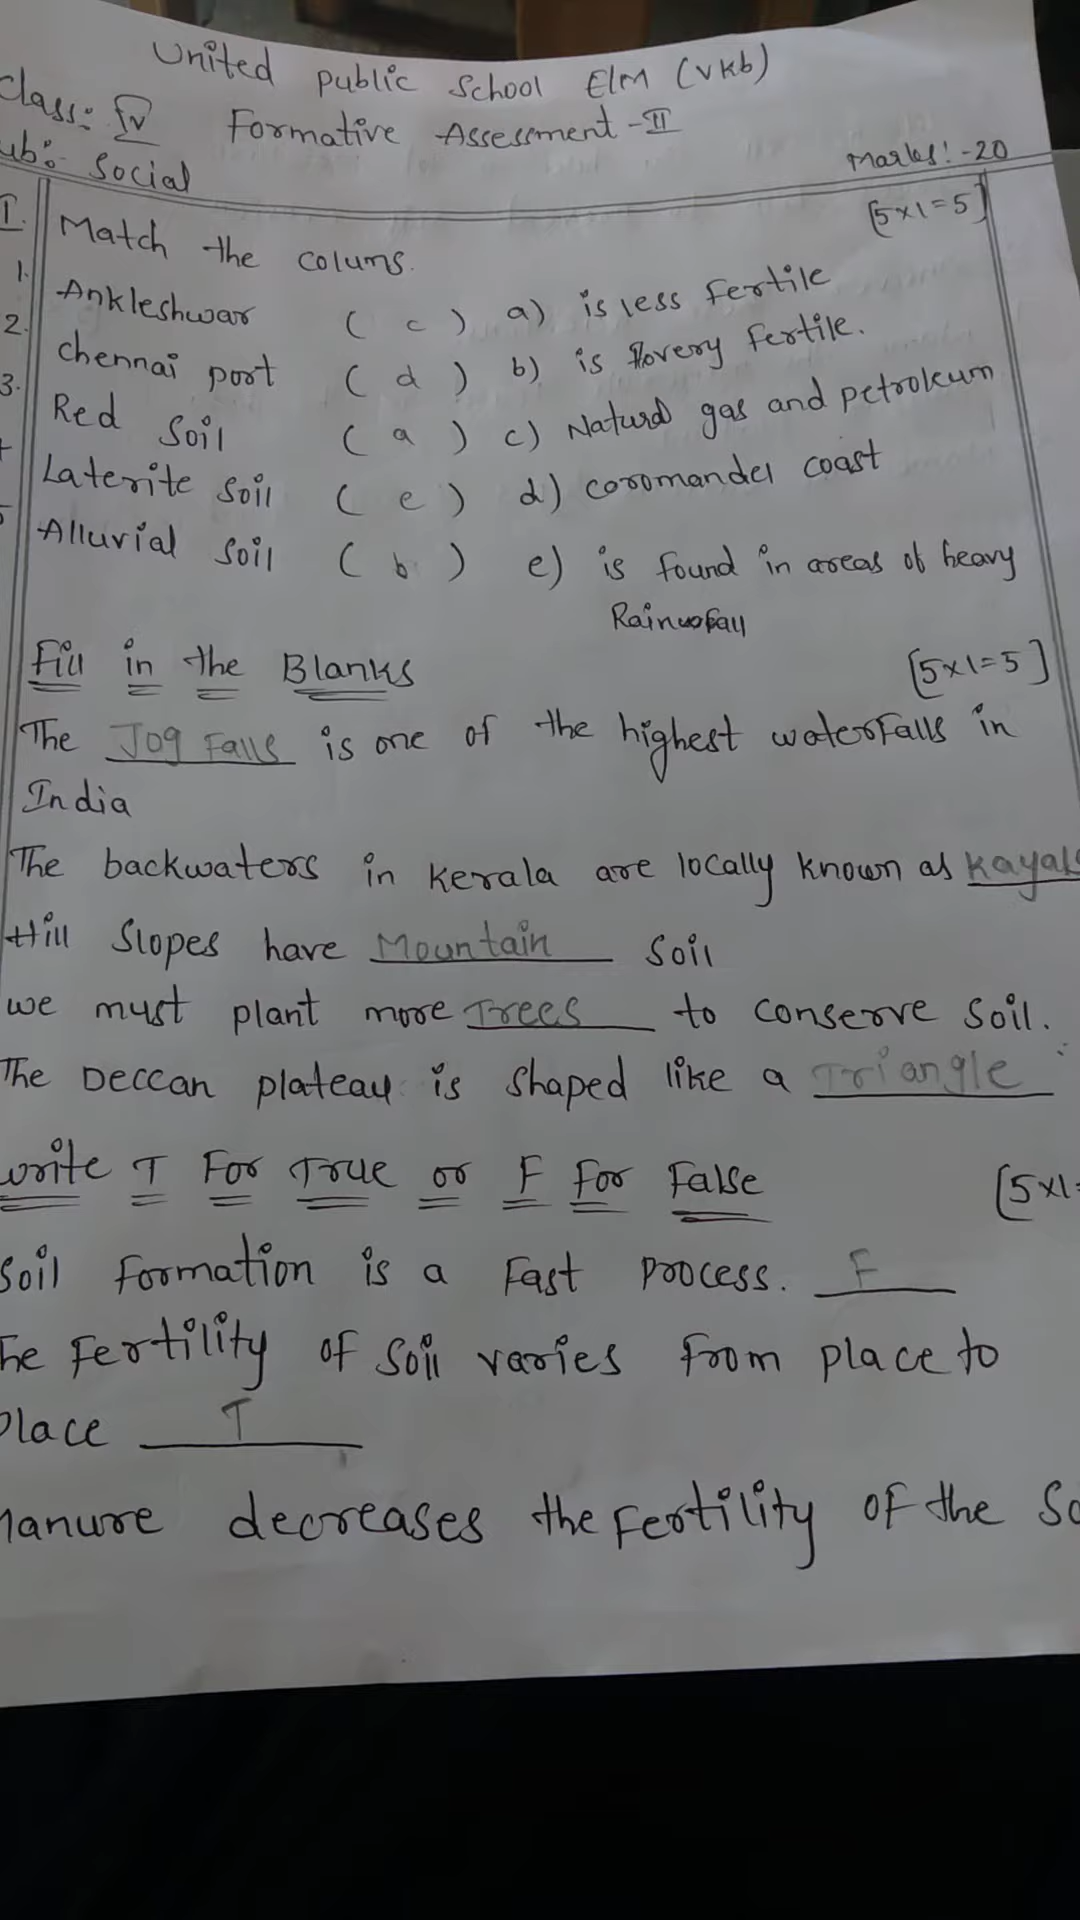 United Public School Elm (Vkb)
Class: IV Formative Assessment - II
ub: Social Marks: - 20
I. Match the colums. [5x1=5]
1. Ankleshwar ( c ) a) is less Fertile
2. Chennai port ( d ) b) is very Fertile.
3. Red Soil ( a ) c) Natural gas and petroleum
Laterite Soil ( e ) d) coromandel coast
Alluvial Soil ( b ) e) is found in areas of heavy
Rainfall
Fill in the Blanks [5x1=5]
The Jog Falls is one of the highest waterfalls in
India
The backwaters in Kerala are locally known as kayals
Hill Slopes have Mountain Soil
we must plant more Trees to conserve Soil.
The Deccan plateau is shaped like a Triangle
write T For True or F For False [5x1=
Soil Formation is a Fast Process. F
he Fertility of Soil varies from place to
Place T
Manure decreases the Fertility of the So